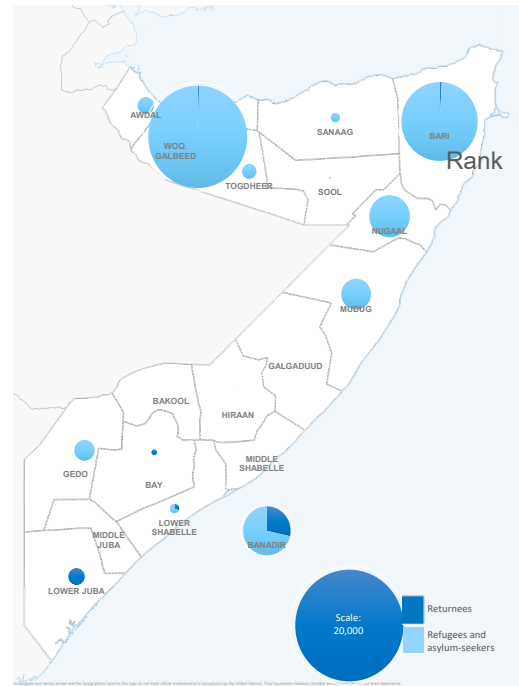 AWDAL
WOQ.
GALBEED
SANAAG
BARI
Rank
TOGDHEER
SOOL
NUGAAL
MUDUG
GALGADUUD
BAKOOL
HIRAAN
MIDDLE
SHABELLE
GEDO
BAY
LOWER
SHABELLE
MIDDLE
JUBA
BANADIR
LOWER JUBA
Scale:
20,000
Returnees
Refugees and
asylum-seekers